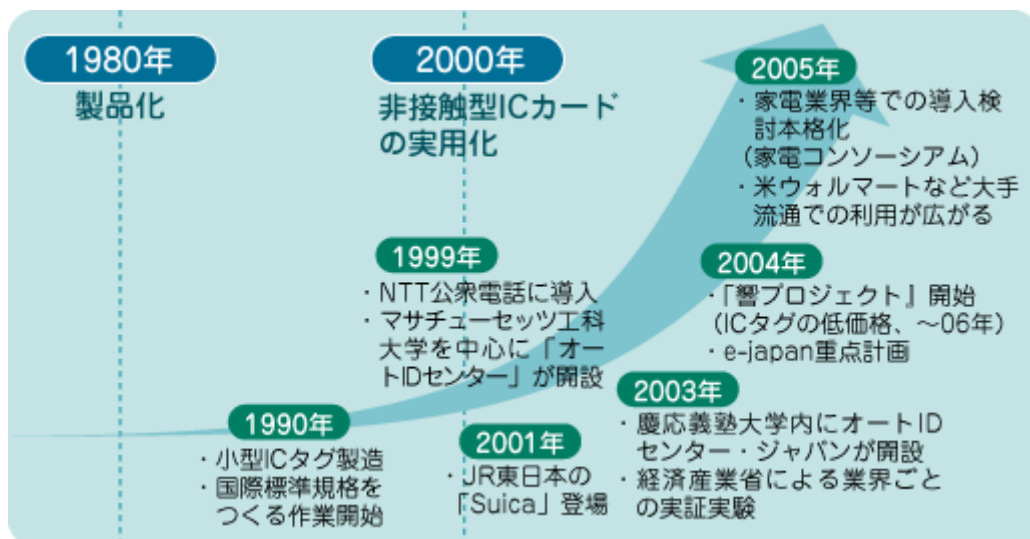 1980年
製品化
2000年
非接触型ICカード
の実用化
1990年
・小型ICタグ製造
・国際標準規格を
つくる作業開始
1999年
・NTT公衆電話に導入
・マサチューセッツ工科
大学を中心に「オー
トIDセンター」が開設
2001年
・JR東日本の
「Suica」登場
2003年
・慶応義塾大学内にオートID
センター・ジャパンが開設
・経済産業省による業界ごと
の実証実験
2004年
・『響プロジェクト』開始
(ICタグの低価格、〜06年)
・e-japan重点計画
2005年
・家電業界等での導入検
討本格化
(家電コンソーシアム)
・米ウォルマートなど大手
流通での利用が広がる